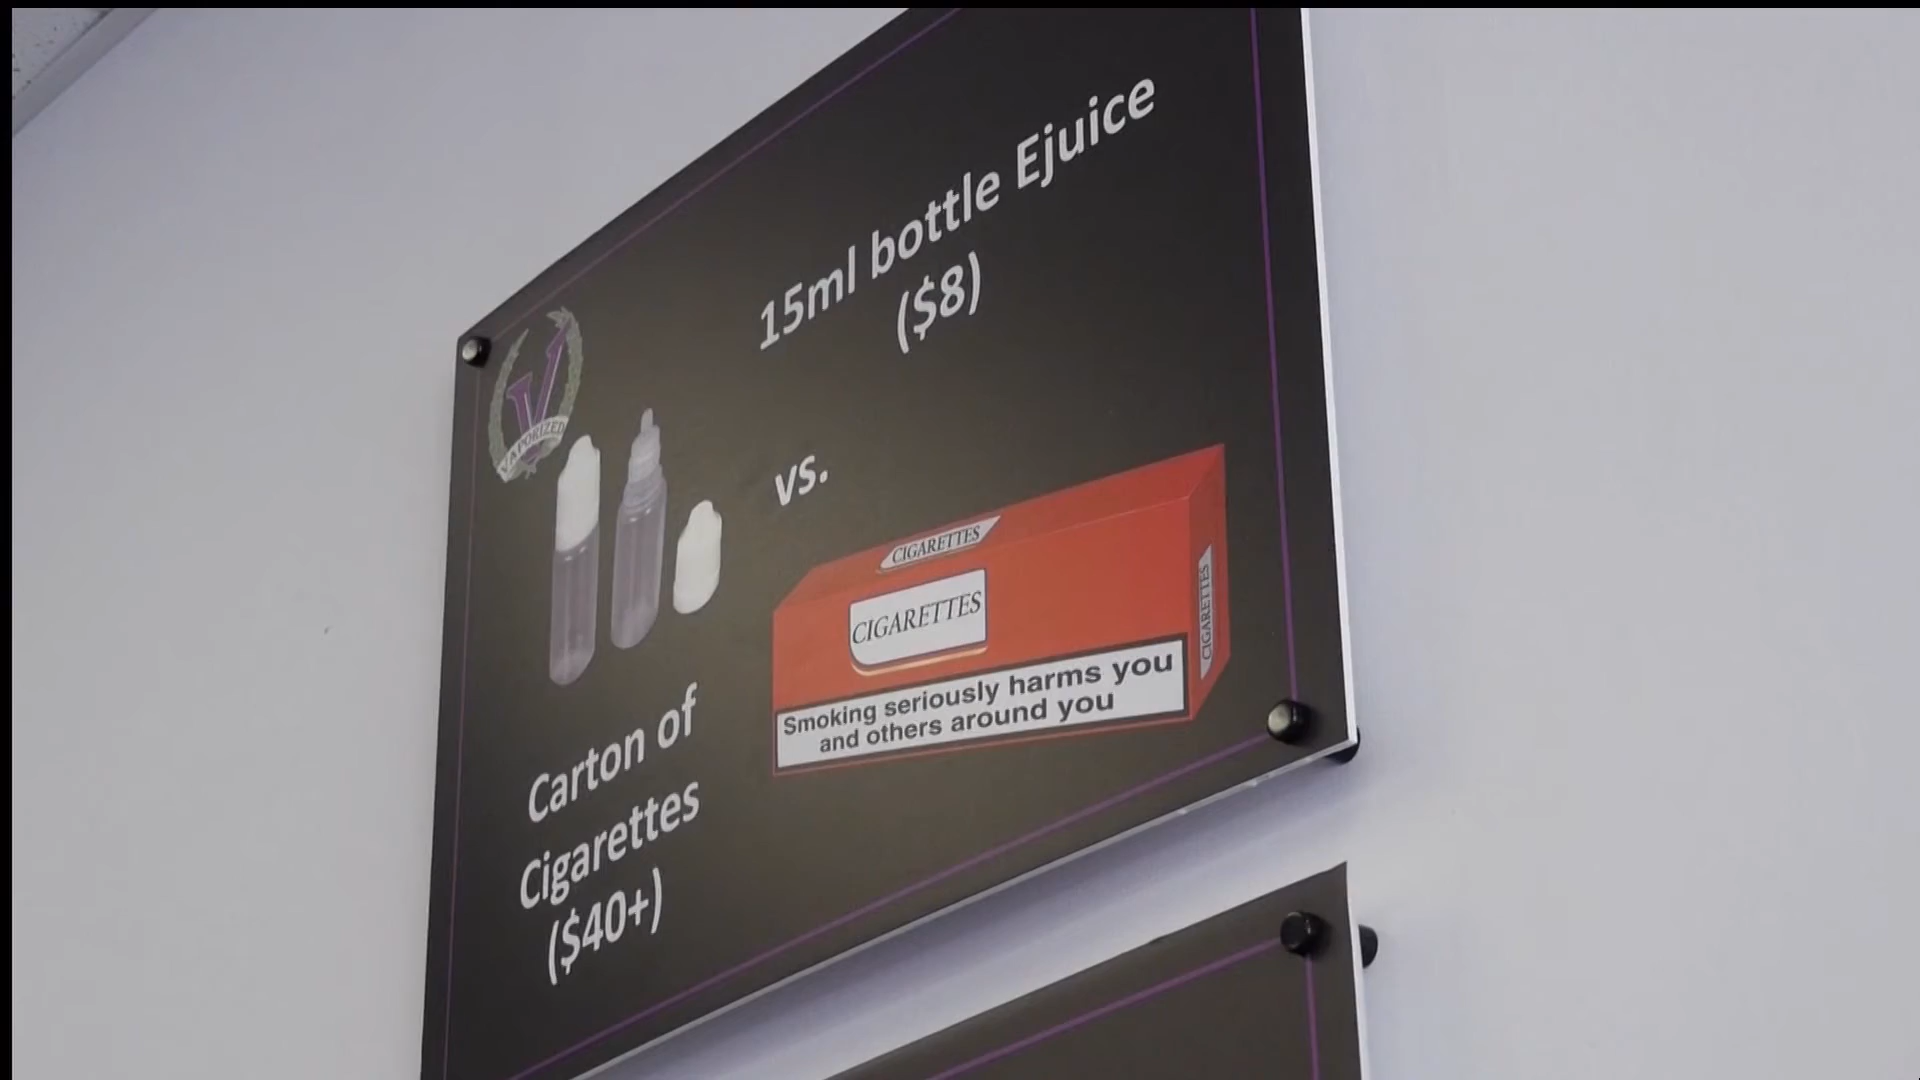 15ml bottle Ejuice
($8)
V
VAPORIZED
vs.
CIGARETTES
CIGARETTES
CIGARETTES
Smoking seriously harms you
and others around you
Carton of
Cigarettes
($40+)